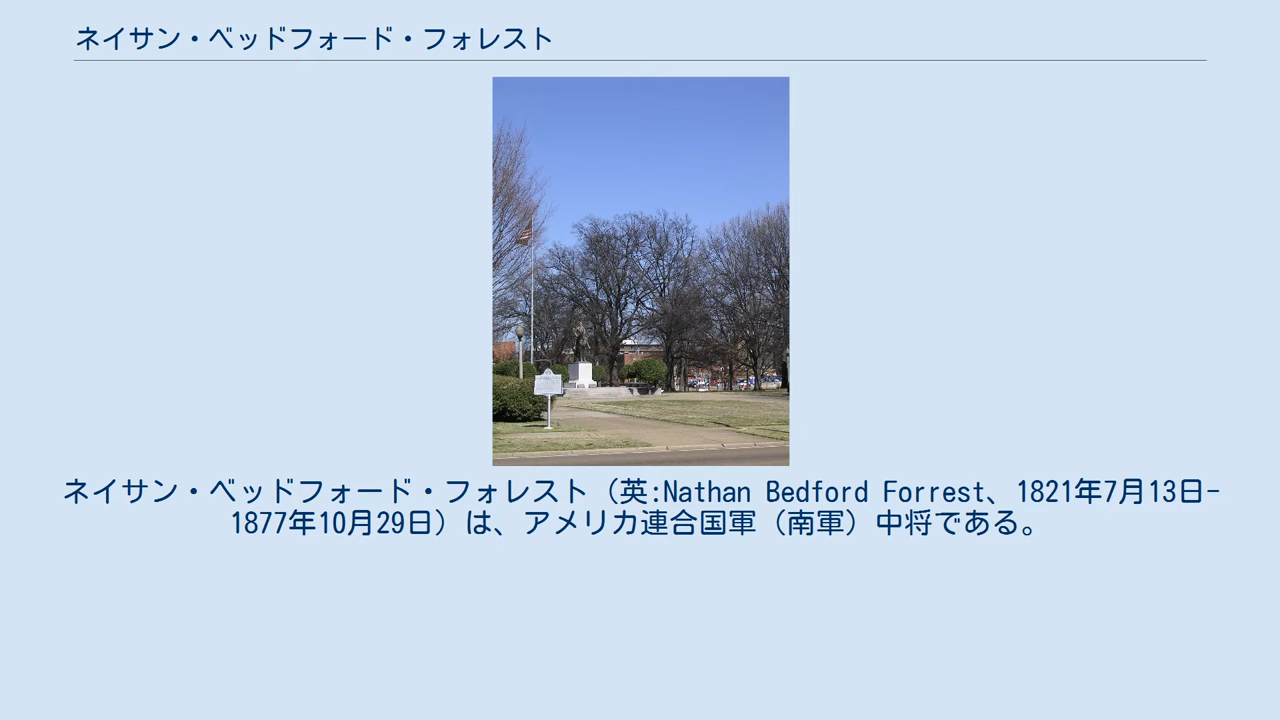 ネイサン・ベッドフォード・フォレスト
ネイサン・ベッドフォード・フォレスト（英:Nathan Bedford Forrest、1821年7月13日-
1877年10月29日）は、アメリカ連合国軍（南軍）中将である。